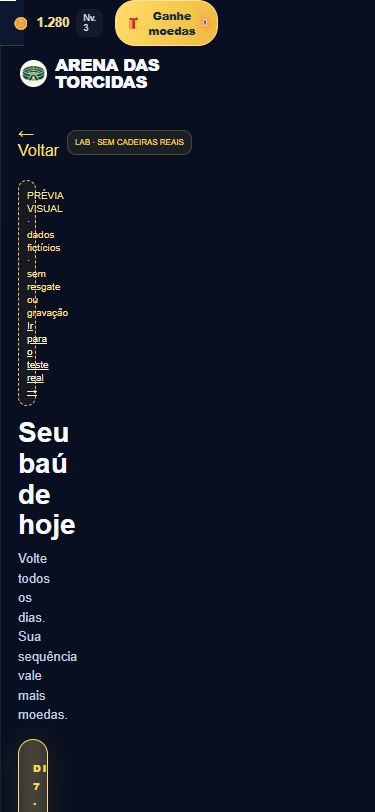 1.280
Nv.
3
Ganhe
moedas
ARENA DAS
TORCIDAS
←
Voltar
LAB · SEM CADEIRAS REAIS
PRÉVIA
VISUAL
·
dados
fictícios
·
sem
resgate
ou
gravação
Ir
para
o
teste
real
→
Seu
baú
de
hoje
Volte
todos
os
dias.
Sua
sequência
vale
mais
moedas.
DI
7
·